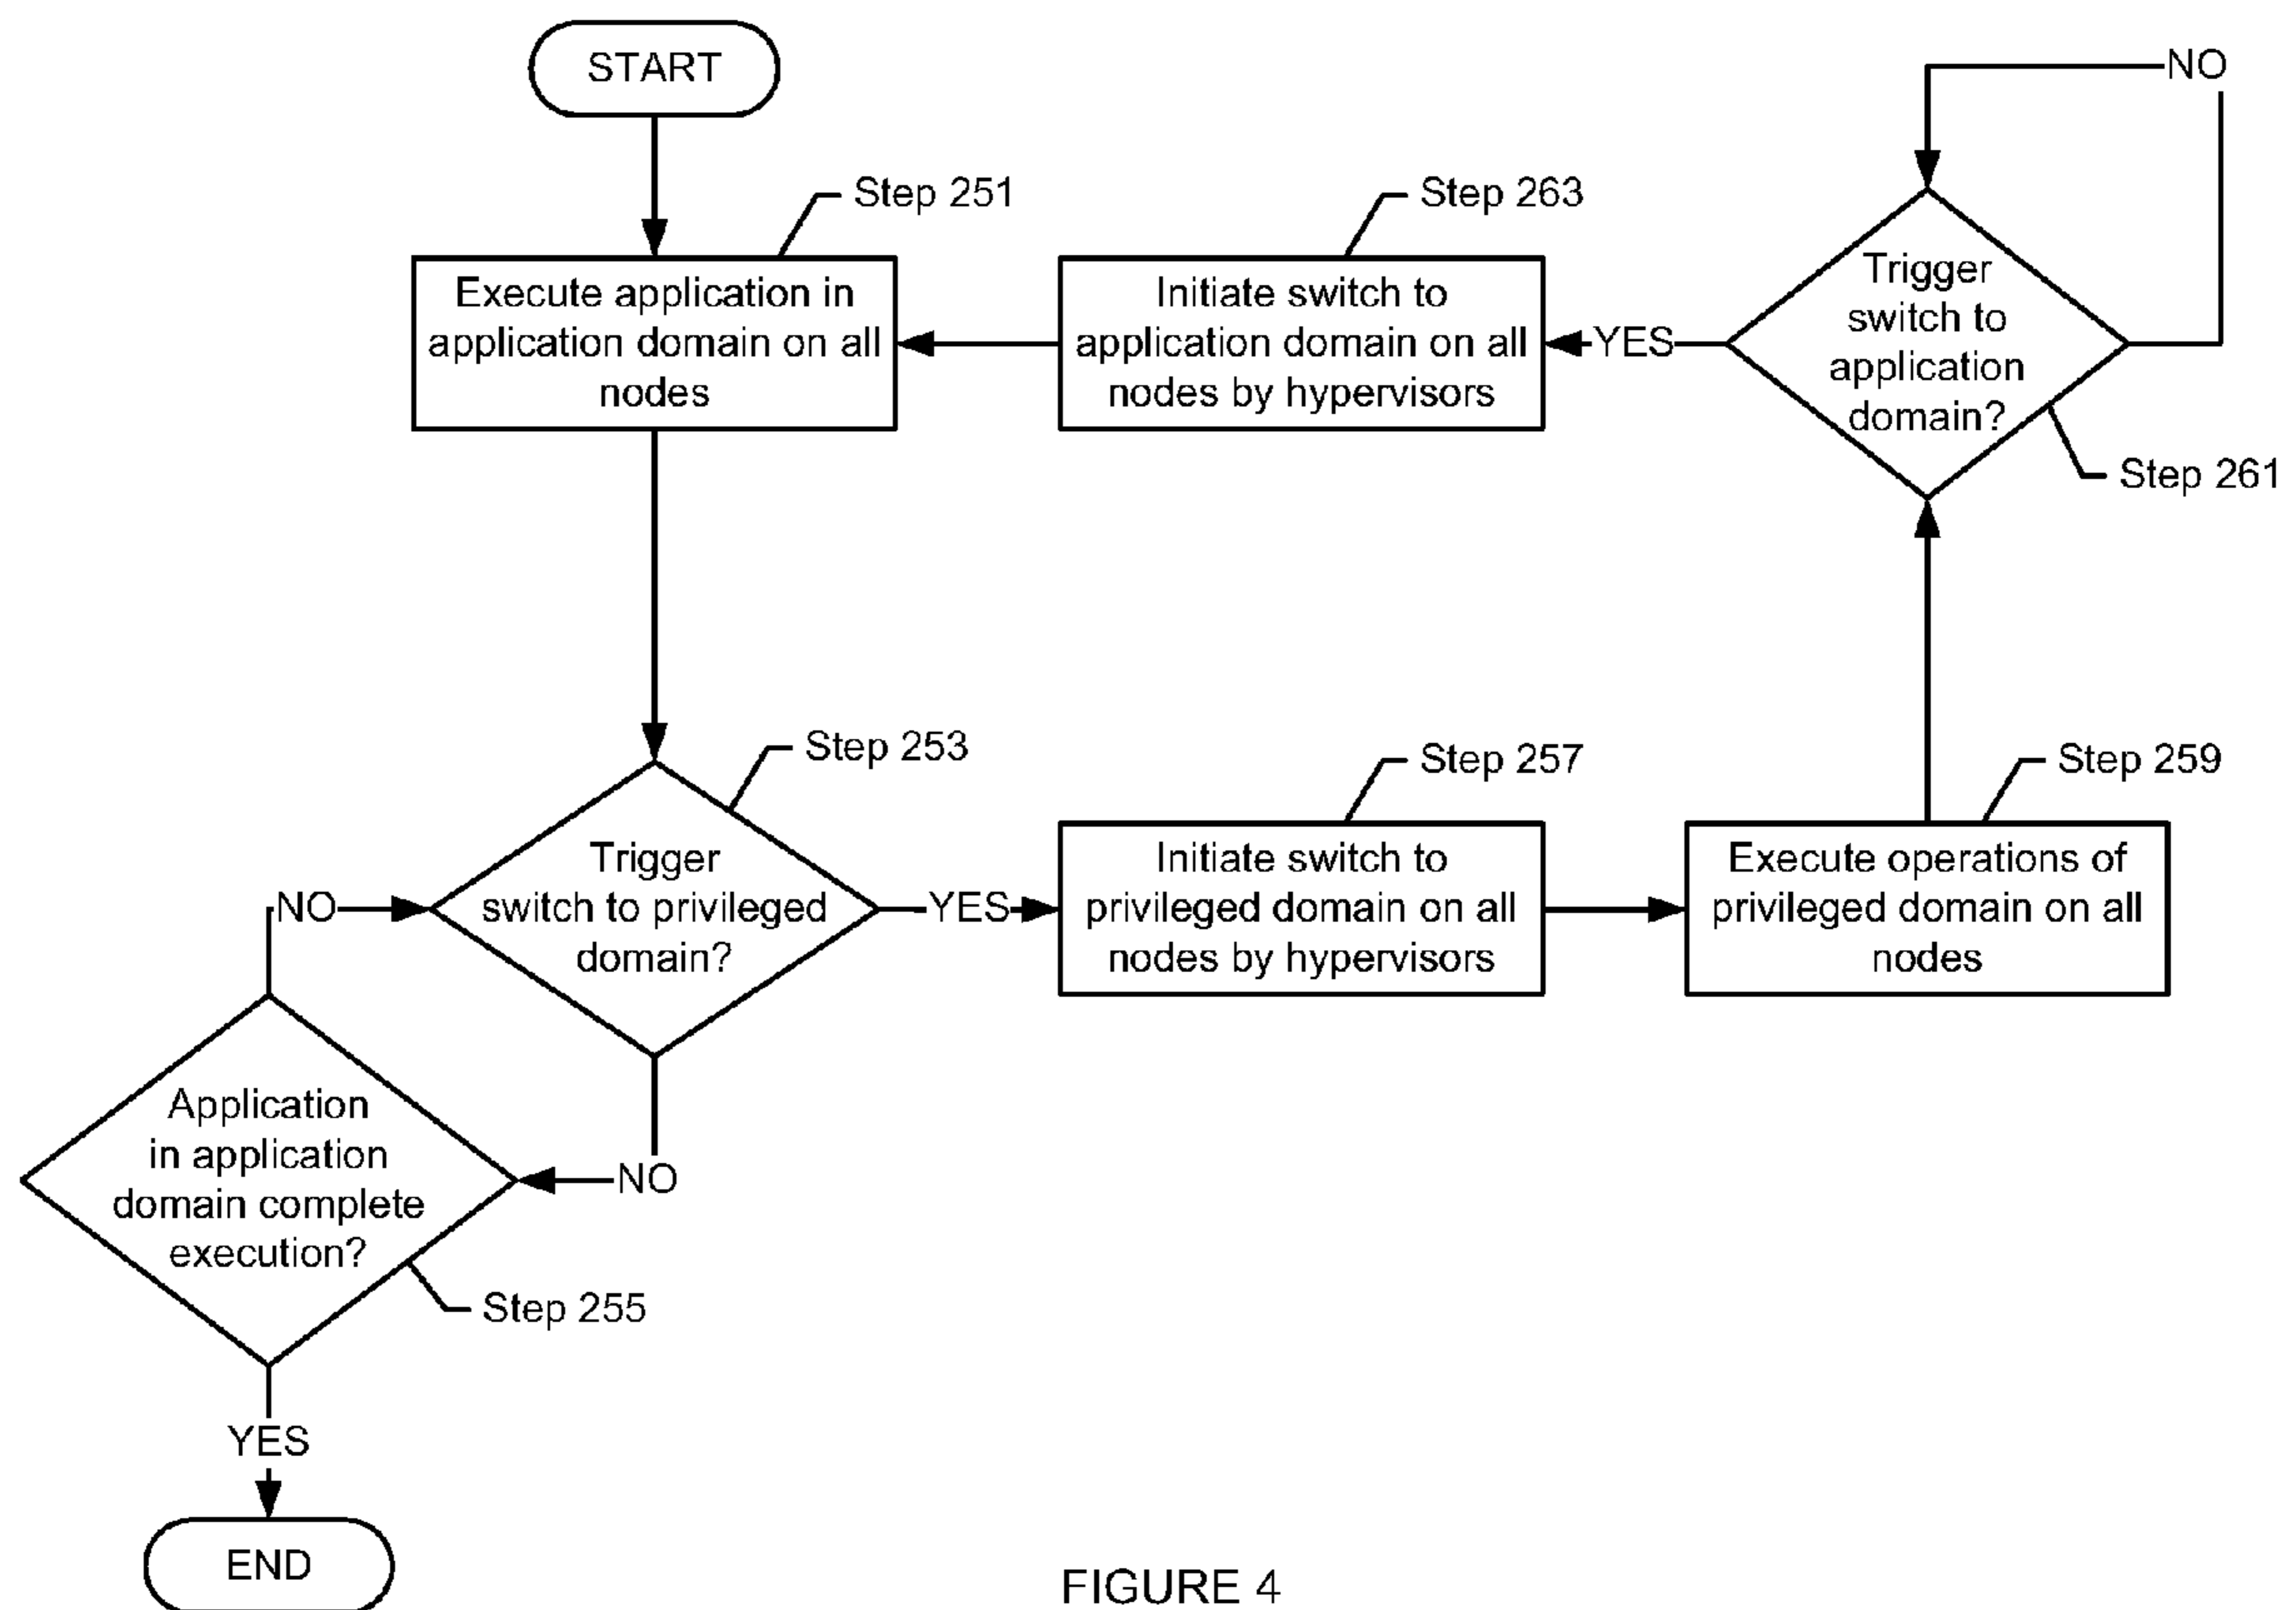 START
NO
Step 251
Step 263
Execute application in
application domain on all
nodes
Initiate switch to
application domain on all
nodes by hypervisors
YES
Trigger
switch to
application
domain?
Step 261
Step 253
Step 257
Step 259
NO
Trigger
switch to privileged
domain?
YES
Initiate switch to
privileged domain on all
nodes by hypervisors
Execute operations of
privileged domain on all
nodes
Application
in application
domain complete
execution?
NO
Step 255
YES
END
FIGURE 4